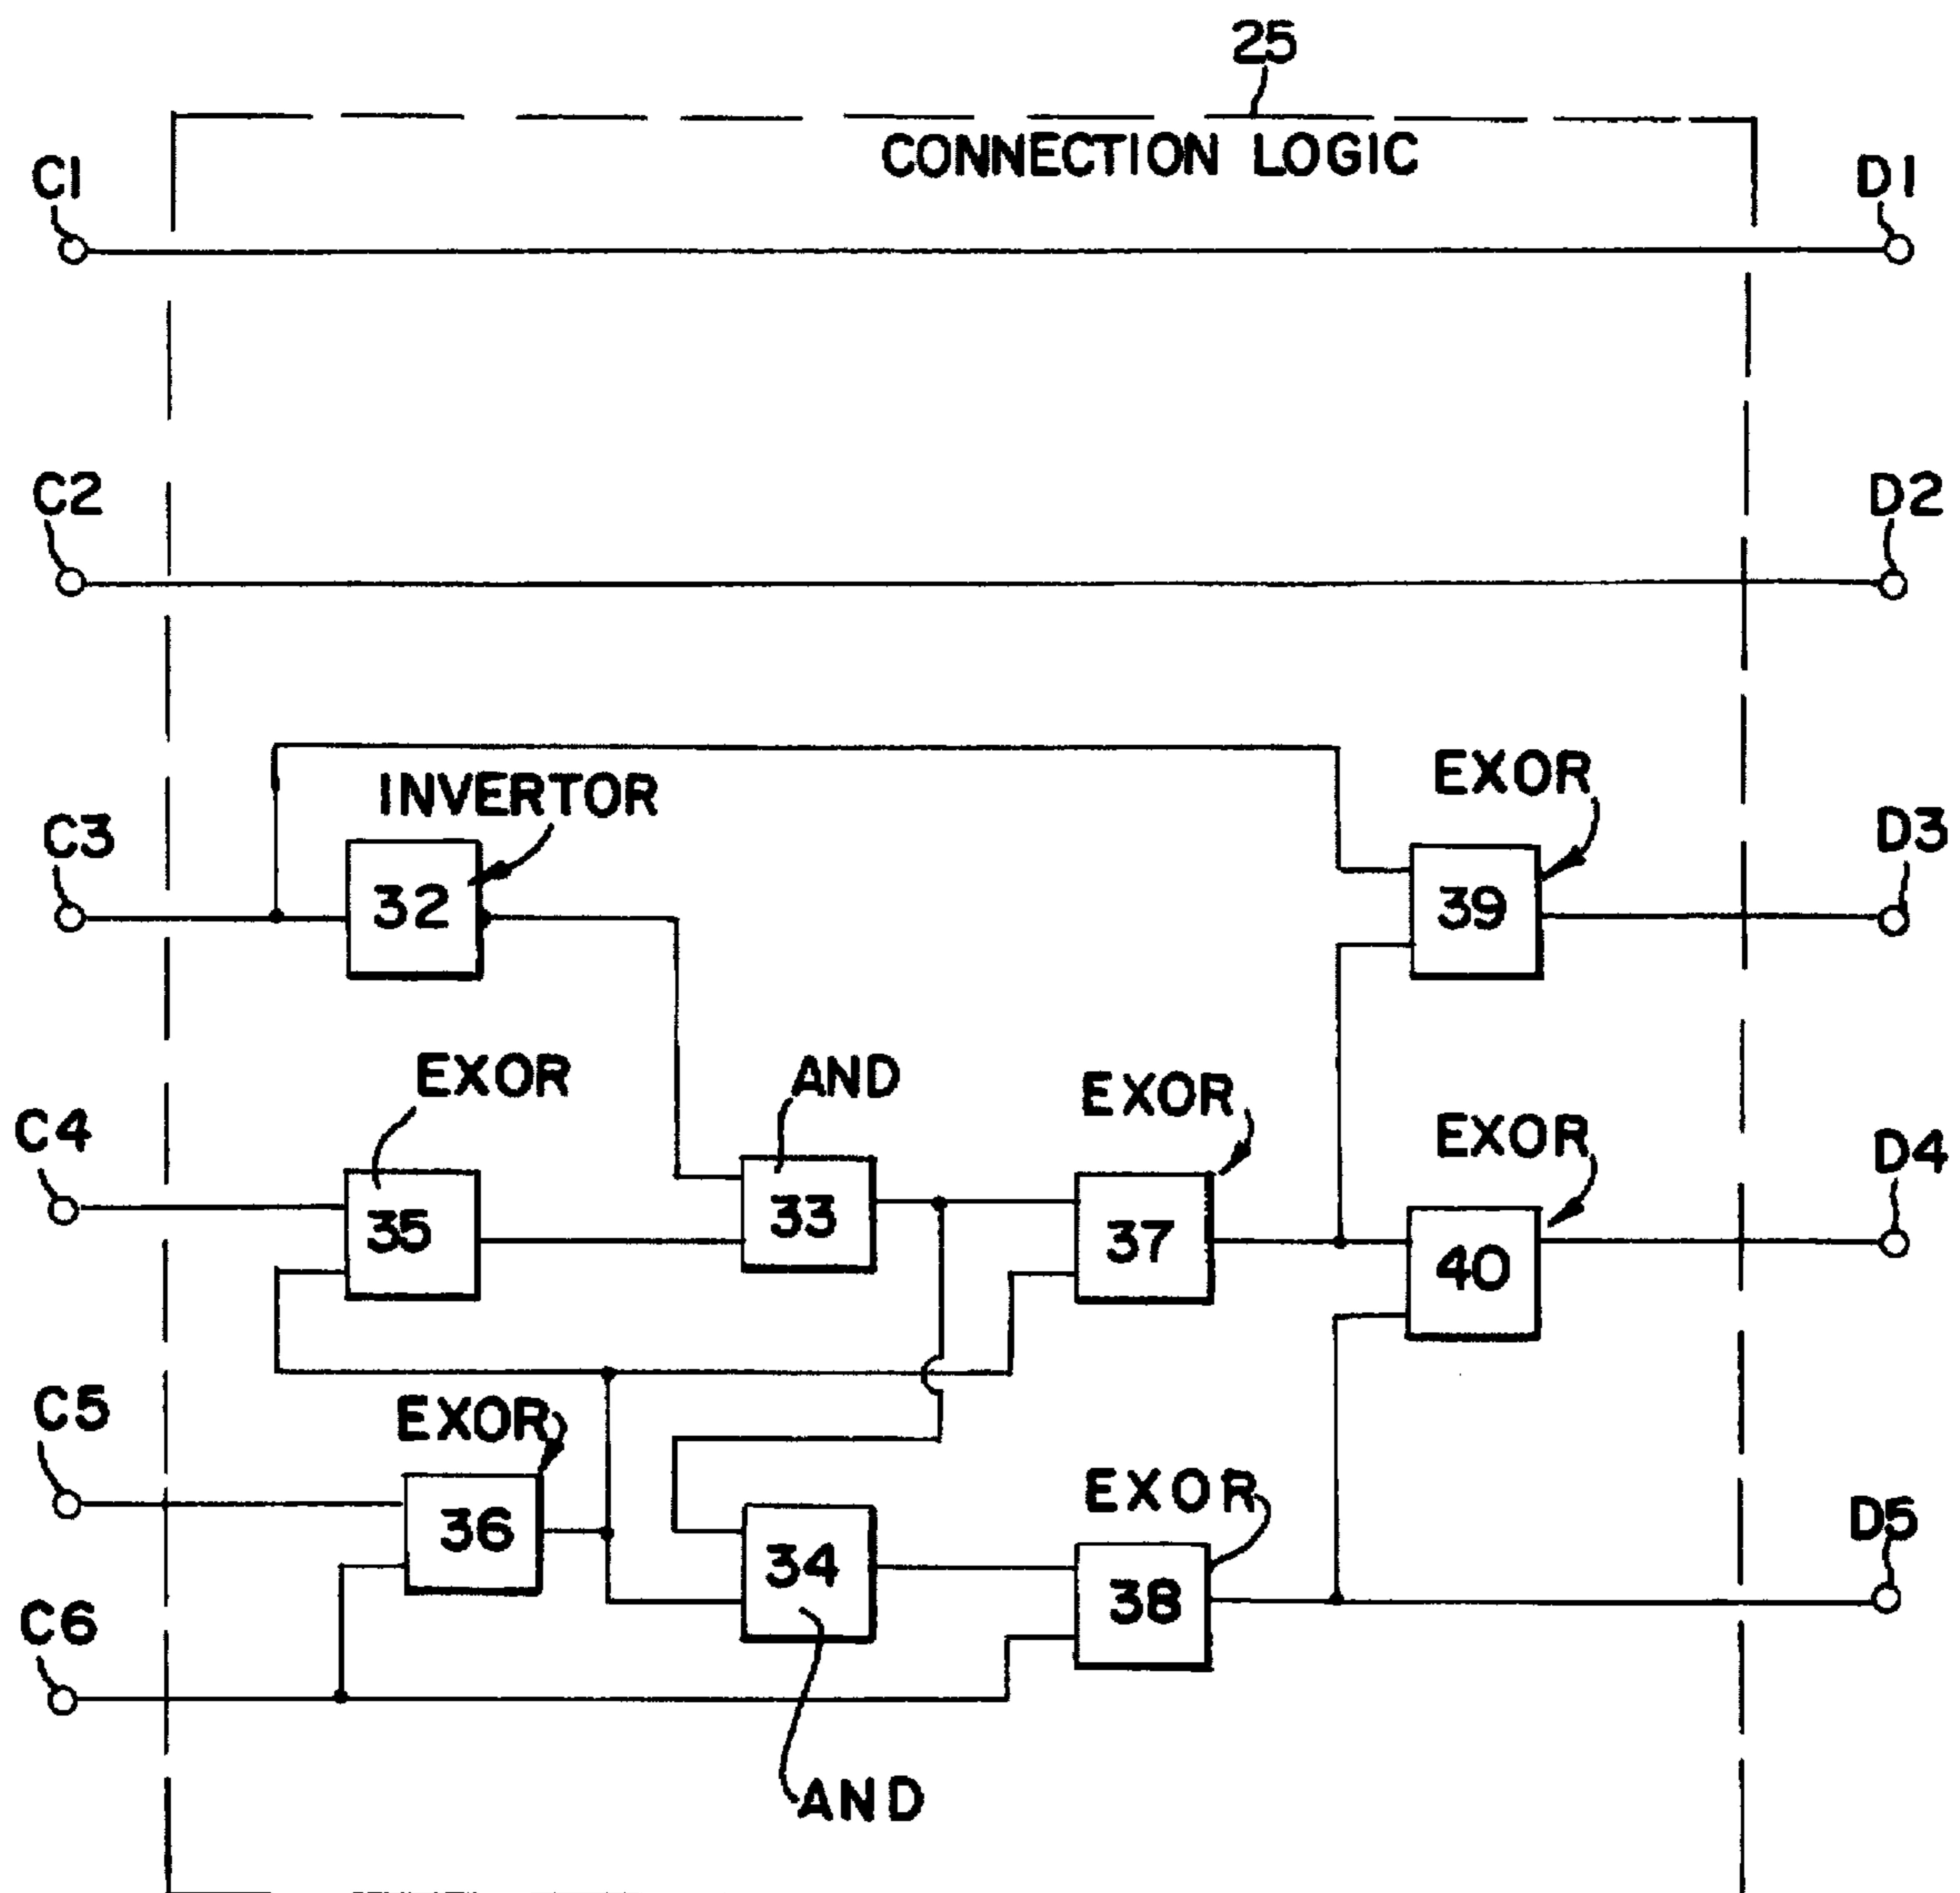 25
CONNECTION LOGIC
C1
D1
C2
D2
INVERTOR
EXOR
C3
D3
32
39
EXOR
AND
EXOR
EXOR
C4
D4
35
33
37
40
C5
EXOR
EXOR
D5
36
34
38
C6
AND